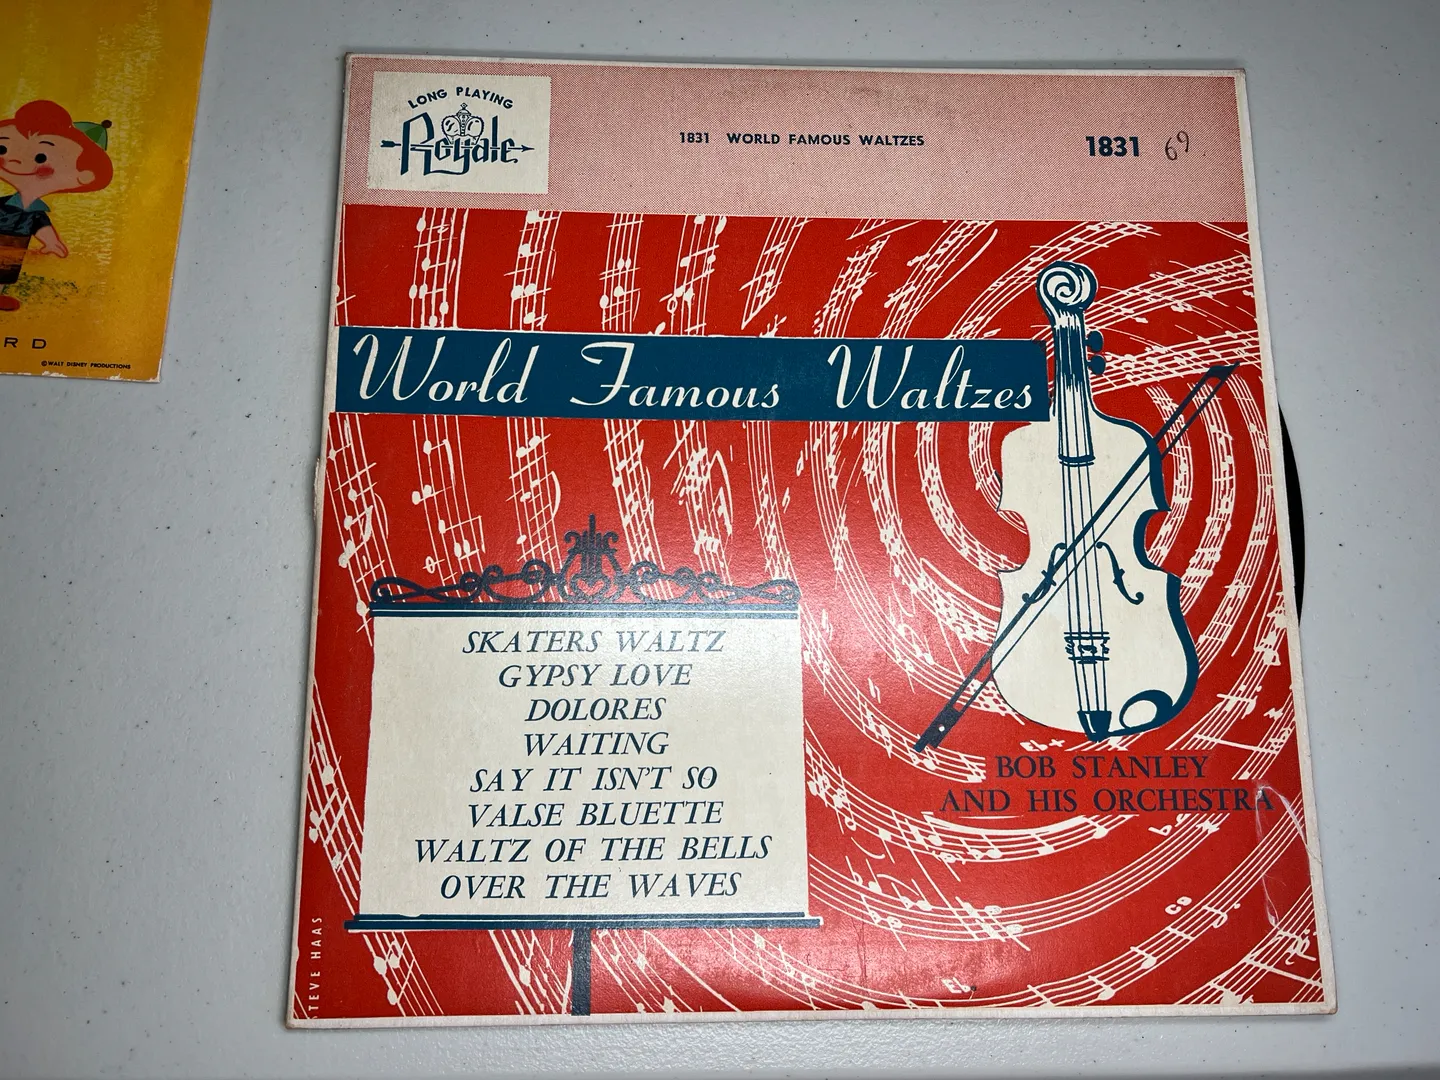 LONG PLAYING
Royale
1831 WORLD FAMOUS WALTZES
1831
69
World Famous Waltzes
SKATERS WALTZ
GYPSY LOVE
DOLORES
WAITING
SAY IT ISN'T SO
VALSE BLUETTE
WALTZ OF THE BELLS
OVER THE WAVES
BOB STANLEY
AND HIS ORCHESTRA
STEVE HAAS
RD
©WALT DISNEY PRODUCTIONS